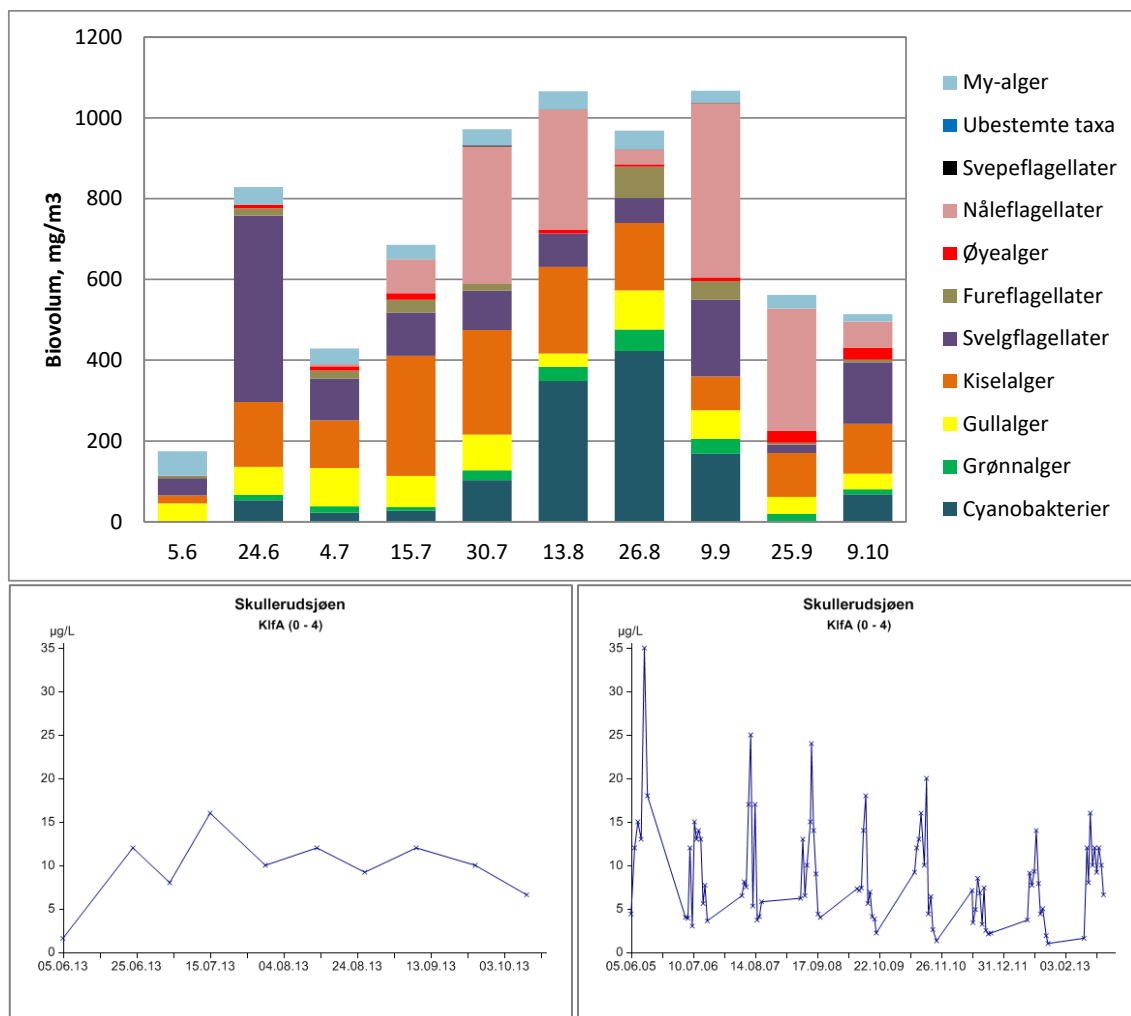 1200
1000
800
600
400
200
0
Biovolum, mg/m3
5.6 24.6 4.7 15.7 30.7 13.8 26.8 9.9 25.9 9.10
My-alger
Ubestemte taxa
Svepeflagellater
Nåleflagellater
Øyealger
Fureflagellater
Svelgflagellater
Kiselalger
Gullalger
Grønnalger
Cyanobakterier
Skullerudsjøen
KlfA (0 - 4)
µg/L
35
30
25
20
15
10
5
0
05.06.13 25.06.13 15.07.13 04.08.13 24.08.13 13.09.13 03.10.13
Skullerudsjøen
KlfA (0 - 4)
µg/L
35
30
25
20
15
10
5
0
05.06.05 10.07.06 14.08.07 17.09.08 22.10.09 26.11.10 31.12.11 03.02.13